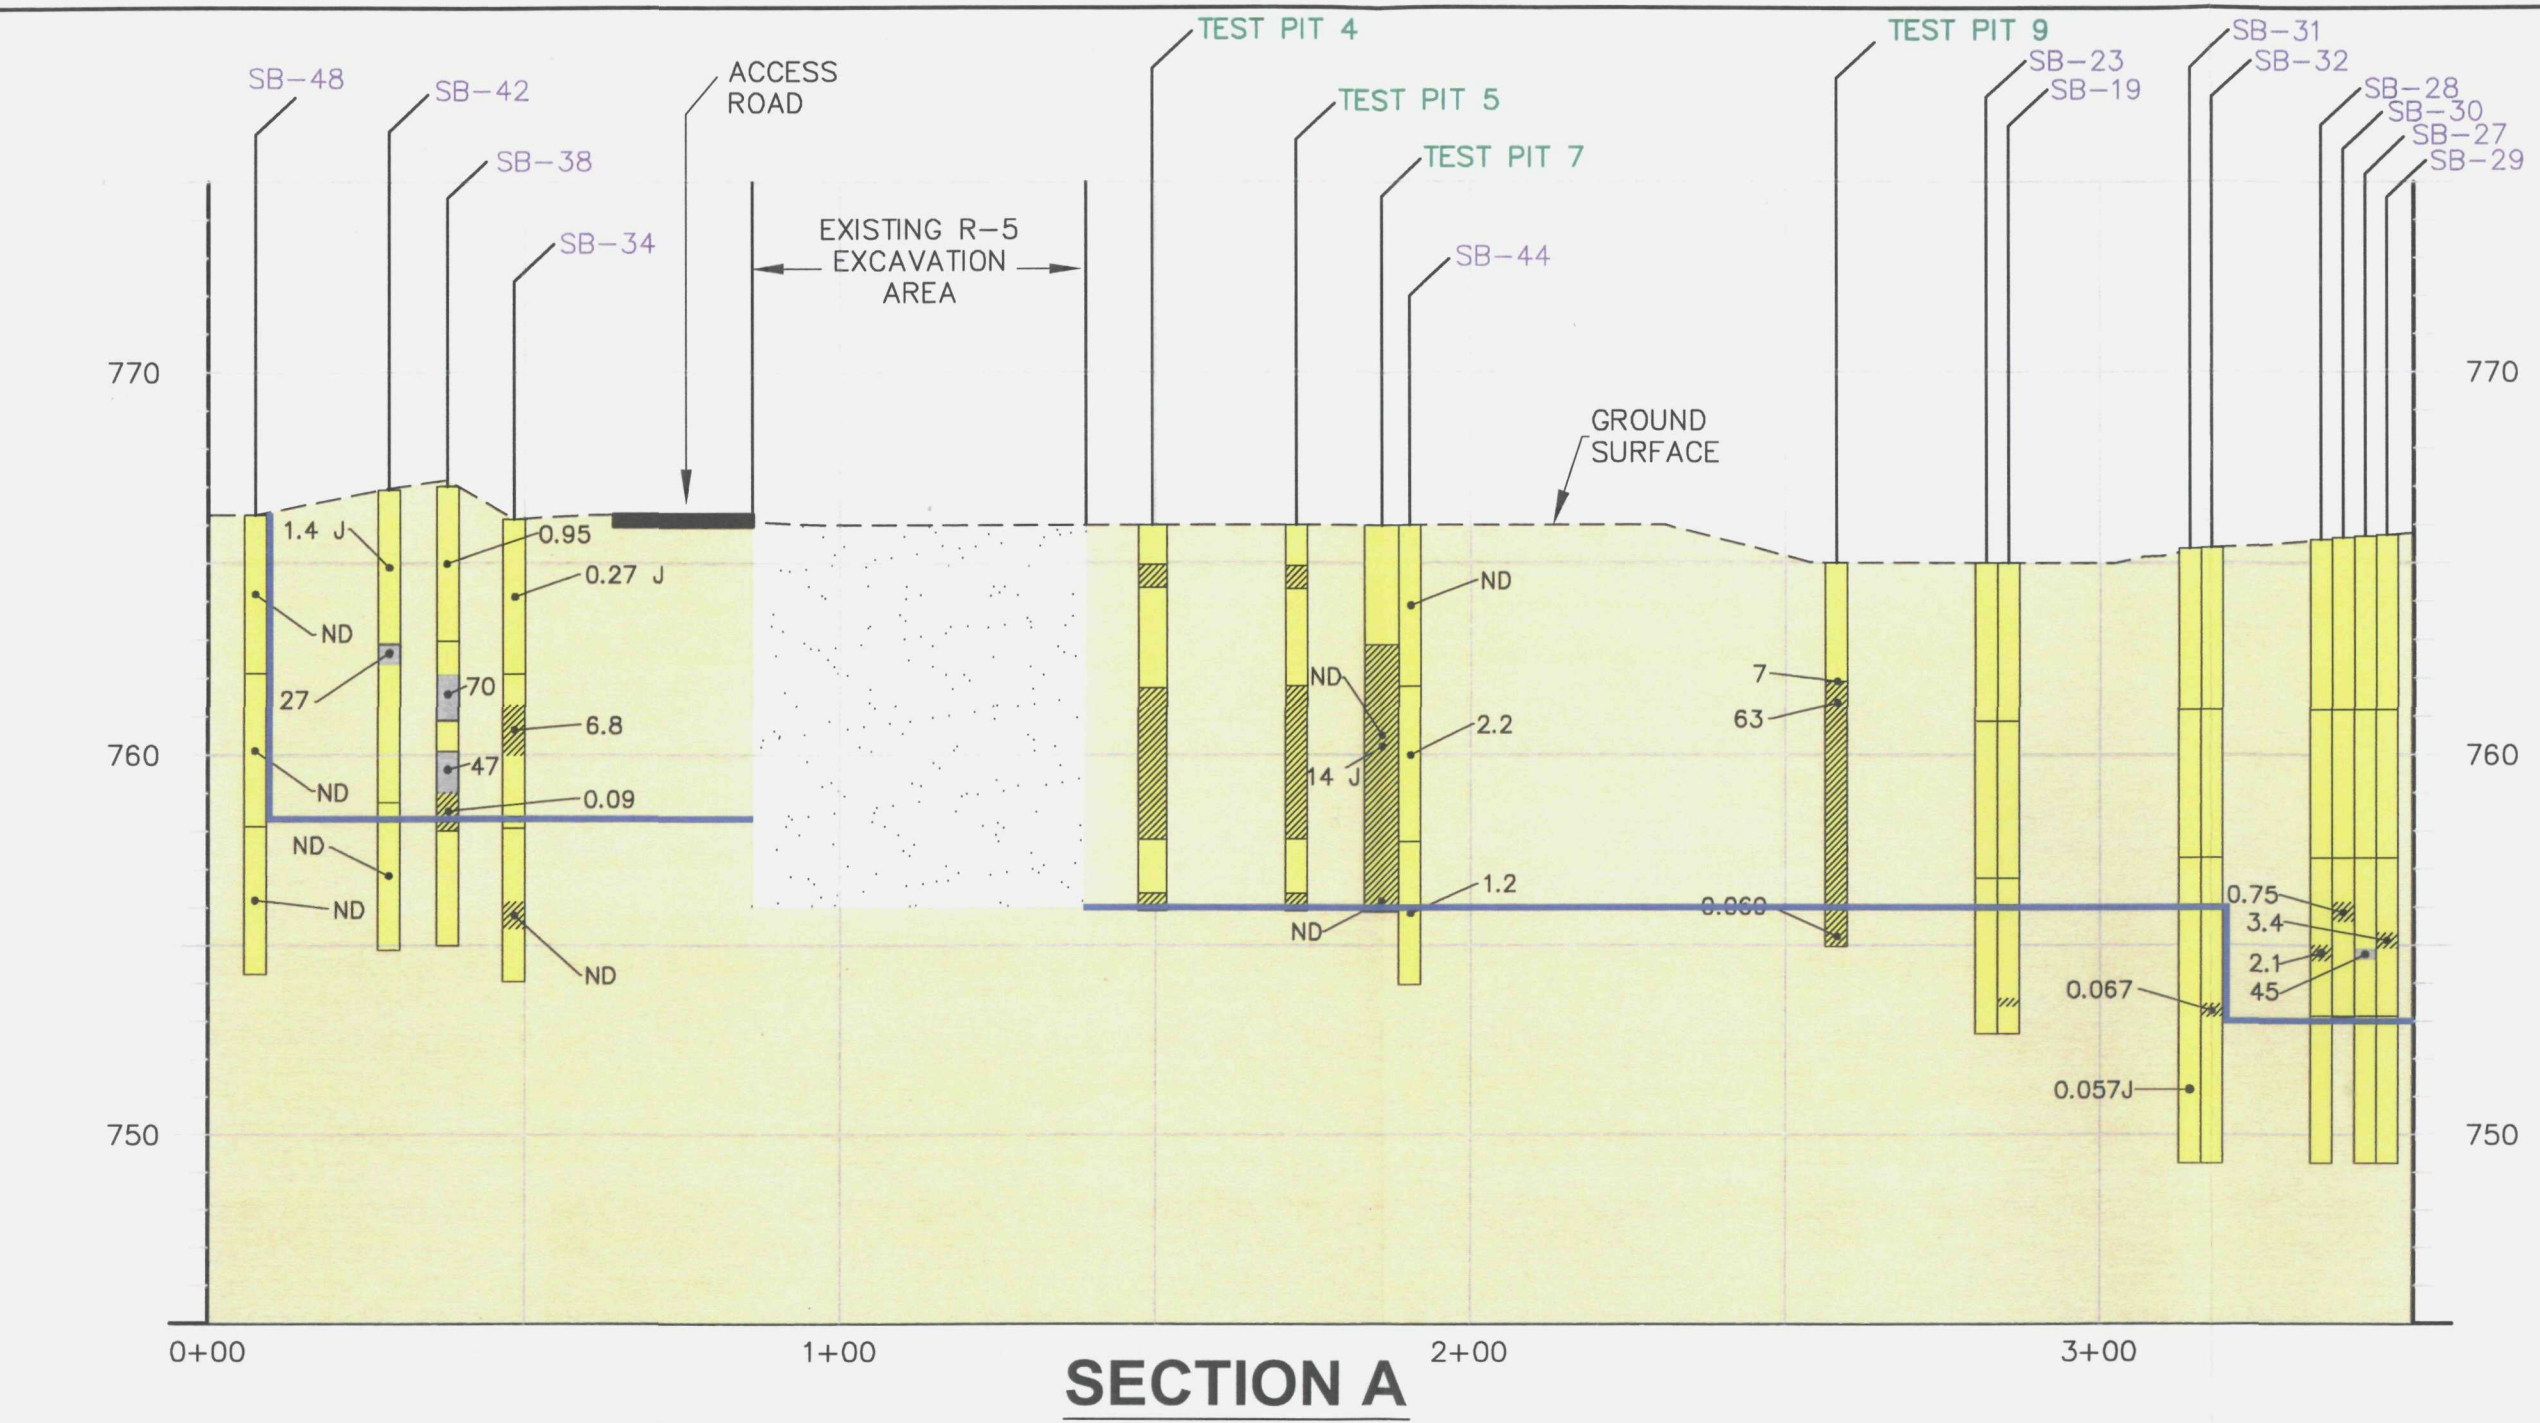 TEST PIT 4
TEST PIT 9
SB-31
SB-48
SB-42
ACCESS
ROAD
SB-23
SB-32
SB-19
SB-28
TEST PIT 5
SB-30
SB-27
SB-38
TEST PIT 7
SB-29
EXISTING R-5
EXCAVATION
AREA
SB-34
SB-44
770
770
GROUND
SURFACE
1.4 J
0.95
0.27 J
ND
ND
27
70
6.8
ND
2.2
7
63
760
47
14 J
760
ND
0.09
ND
ND
1.2
0.75
ND
3.4
ND
2.1
45
0.067
0.057J
750
750
0+00
1+00
2+00
3+00
SECTION A